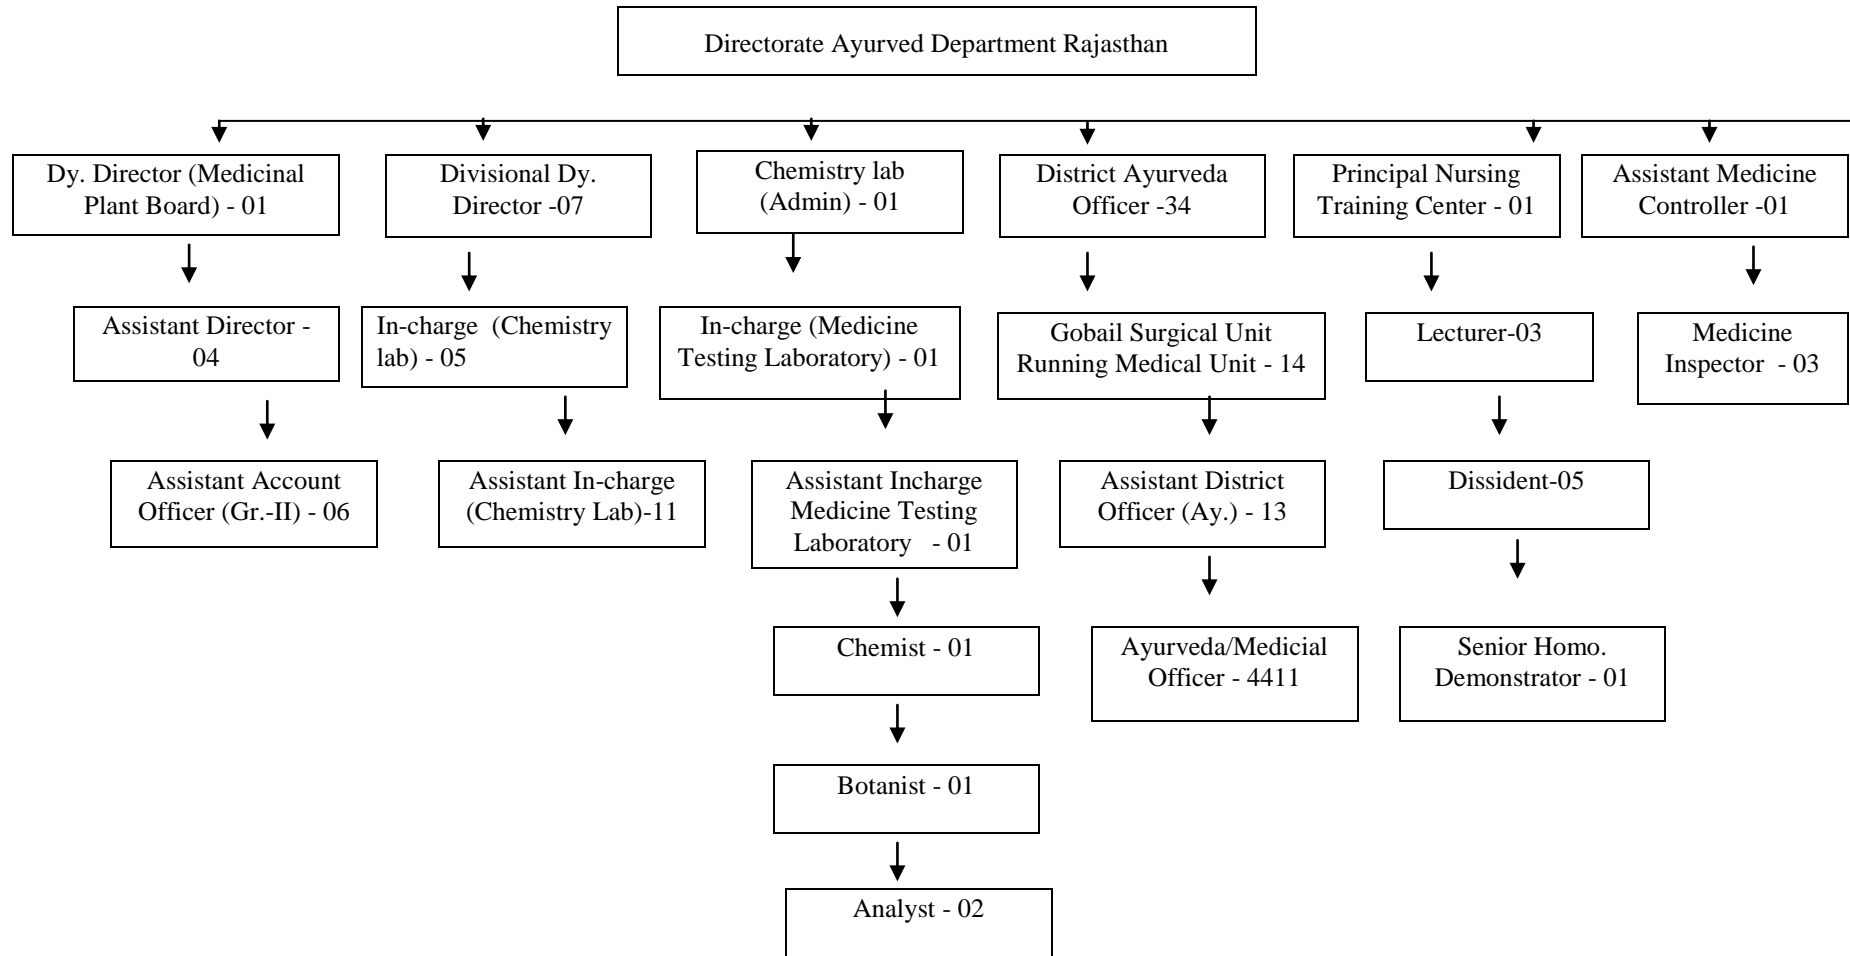 Directorate Ayurved Department Rajasthan
Dy. Director (Medicinal
Plant Board) - 01
Divisional Dy.
Director -07
Chemistry lab
(Admin) - 01
District Ayurveda
Officer -34
Principal Nursing
Training Center - 01
Assistant Medicine
Controller -01
Assistant Director -
04
In-charge (Chemistry
lab) - 05
In-charge (Medicine
Testing Laboratory) - 01
Gobail Surgical Unit
Running Medical Unit - 14
Lecturer-03
Medicine
Inspector - 03
Assistant Account
Officer (Gr.-II) - 06
Assistant In-charge
(Chemistry Lab)-11
Assistant Incharge
Medicine Testing
Laboratory - 01
Assistant District
Officer (Ay.) - 13
Dissident-05
Chemist - 01
Ayurveda/Medicial
Officer - 4411
Senior Homo.
Demonstrator - 01
Botanist - 01
Analyst - 02